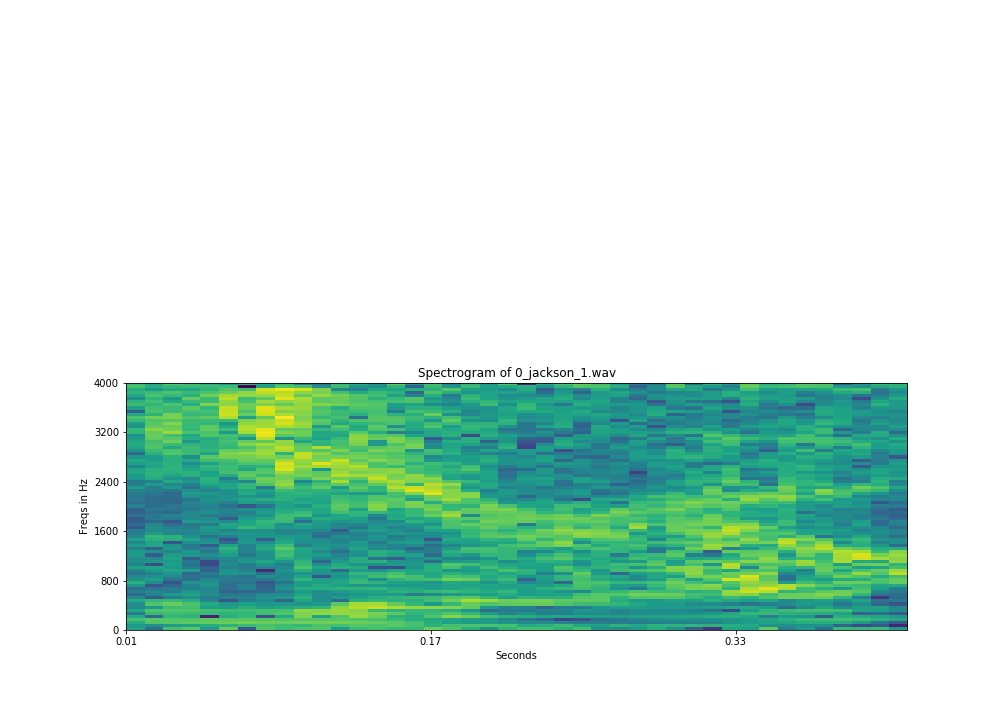 Spectrogram of 0_jackson_1.wav
4000
3200
2400
1600
800
0
Freqs in Hz
0.01 0.17 0.33
Seconds